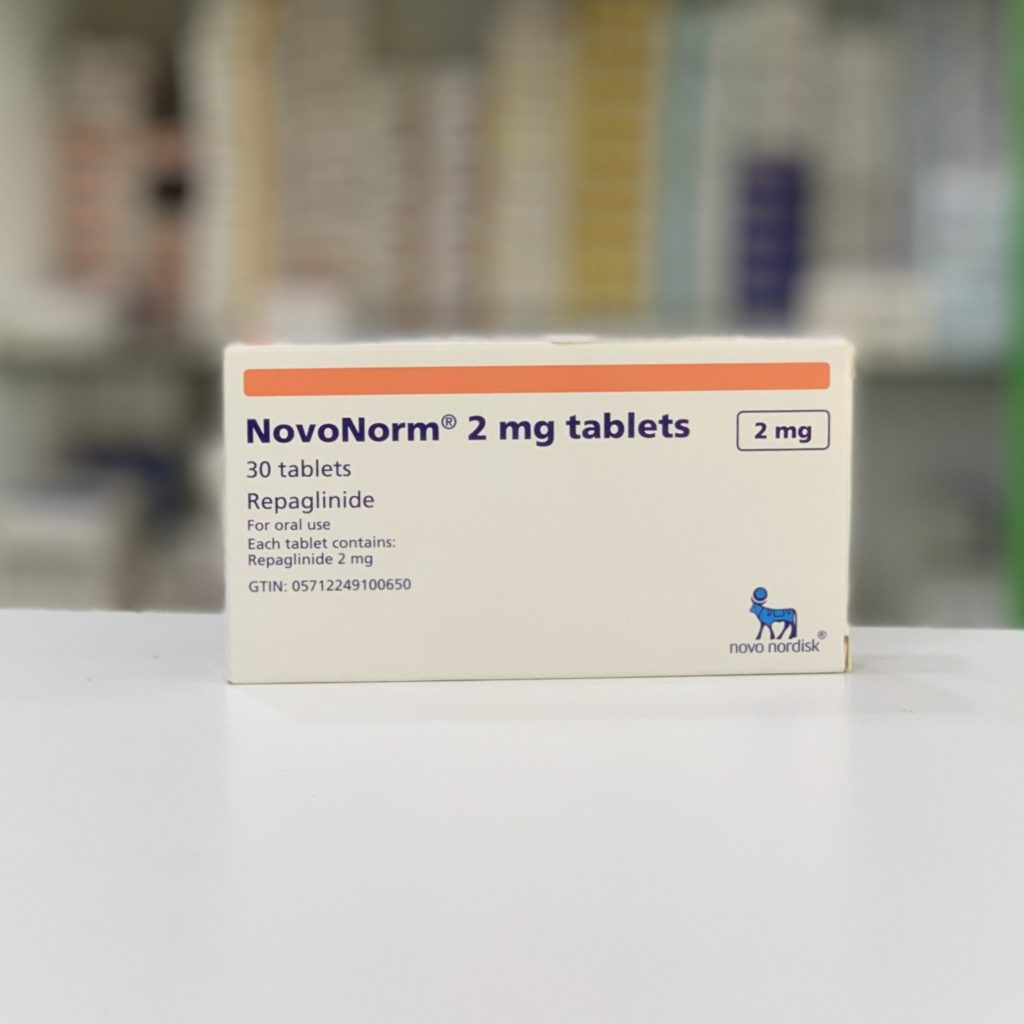 NovoNorm® 2 mg tablets
2 mg
30 tablets
Repaglinide
For oral use
Each tablet contains:
Repaglinide 2 mg
GTIN: 05712249100650
novo nordisk®